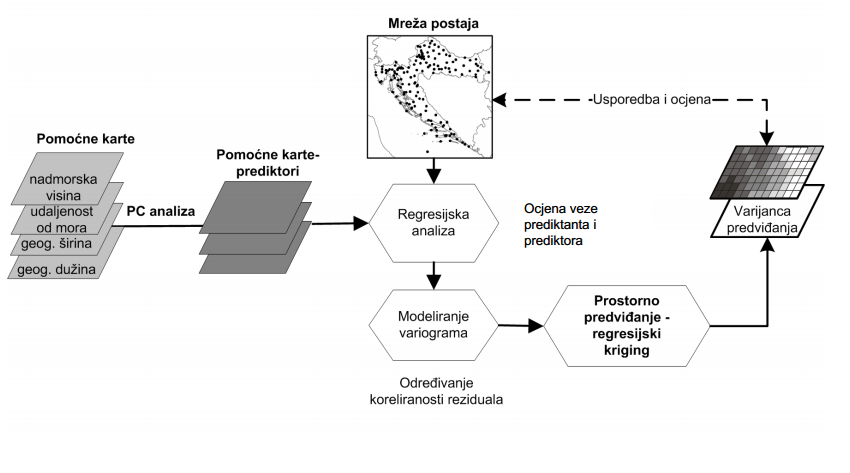 Mreža postaja
-Usporedba i ocjena-
Pomoćne karte
Pomoćne karte-
prediktori
nadmorska
visina
udaljenost
od mora
geog. širina
geog. dužina
PC analiza
Regresijska
analiza
Ocjena veze
prediktanta i
prediktora
Varijanca
predviđanja
Modeliranje
variograma
Prostorno
predviđanje -
regresijski
kriging
Određivanje
koreliranosti reziduala